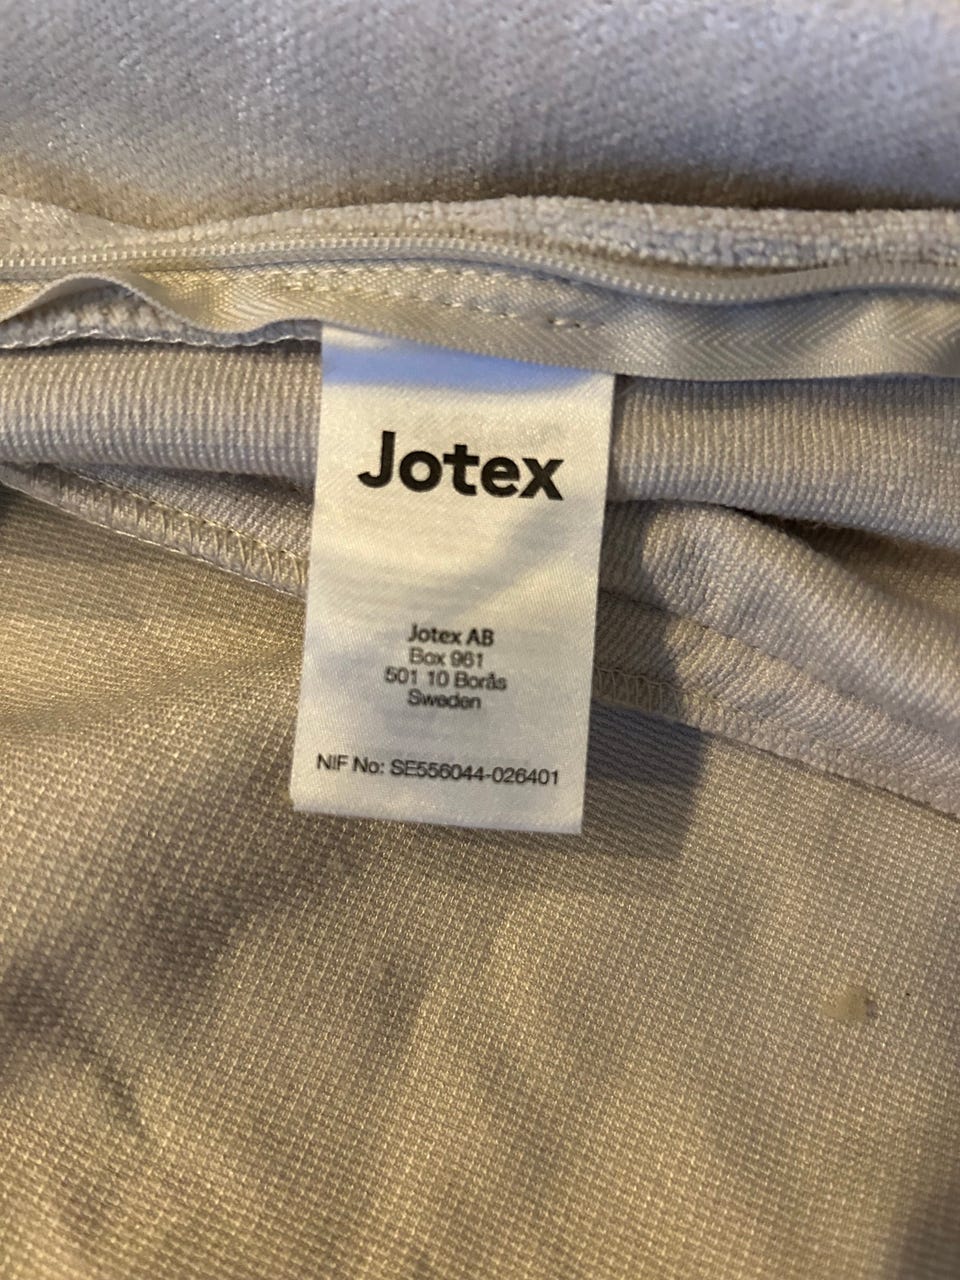 Jotex
Jotex AB
Box 961
501 10 Borås
Sweden
NIF No: SE556044-026401